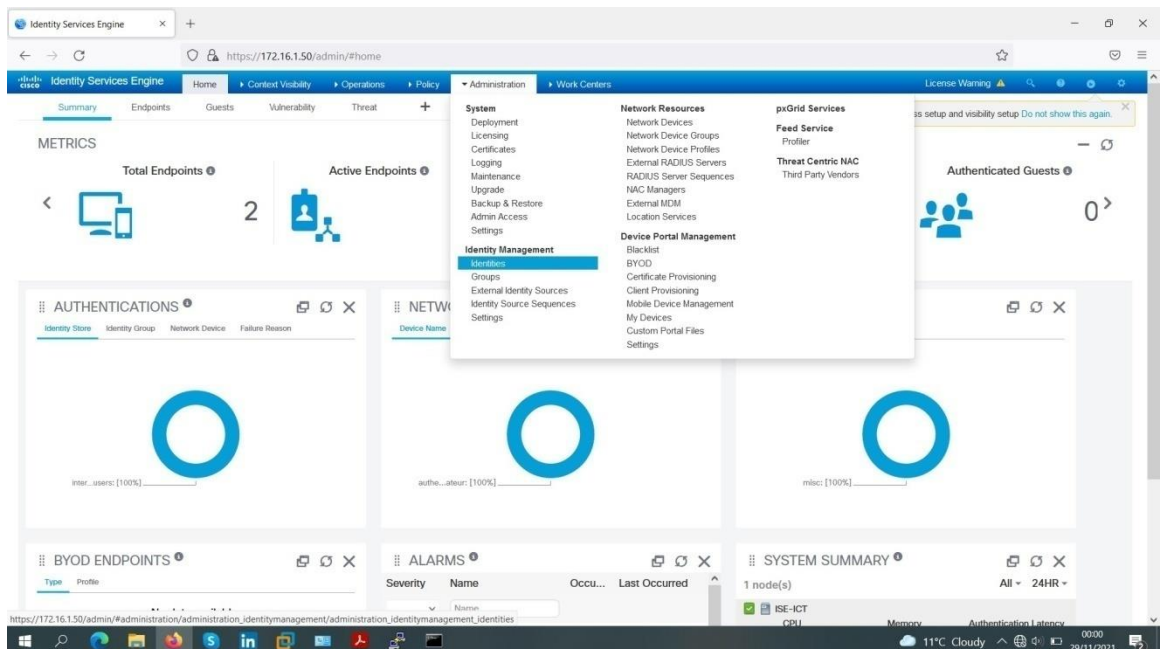 Identity Services Engine
https://172.16.1.50/admin/#home
cisco Identity Services Engine Home Context Visibility Operations Policy Administration Work Centers License Warning
Summary Endpoints Guests Vulnerability Threat +
ss setup and visibility setup Do not show this again.
METRICS
Total Endpoints
2
Active Endpoints
Authenticated Guests
0
System
Deployment
Licensing
Certificates
Logging
Maintenance
Upgrade
Backup & Restore
Admin Access
Settings
Identity Management
Identities
Groups
External Identity Sources
Identity Source Sequences
Settings
Network Resources
Network Devices
Network Device Groups
Network Device Profiles
External RADIUS Servers
RADIUS Server Sequences
NAC Managers
External MDM
Location Services
Device Portal Management
Blacklist
BYOD
Certificate Provisioning
Client Provisioning
Mobile Device Management
My Devices
Custom Portal Files
Settings
pxGrid Services
Feed Service
Profiler
Threat Centric NAC
Third Party Vendors
AUTHENTICATIONS
Identity Store Identity Group Network Device Failure Reason
inter...users: [100%]
NETW
Device Name
authe...ateur: [100%]
misc: [100%]
BYOD ENDPOINTS
Type Profile
ALARMS
Severity Name Occu... Last Occurred
Name
SYSTEM SUMMARY
1 node(s) All 24HR
ISE-ICT
CPU Memory Authentication Latency
https://172.16.1.50/admin/#administration/administration_identitymanagement/administration_identitymanagement_identities
11°C Cloudy
00:00
29/11/2021